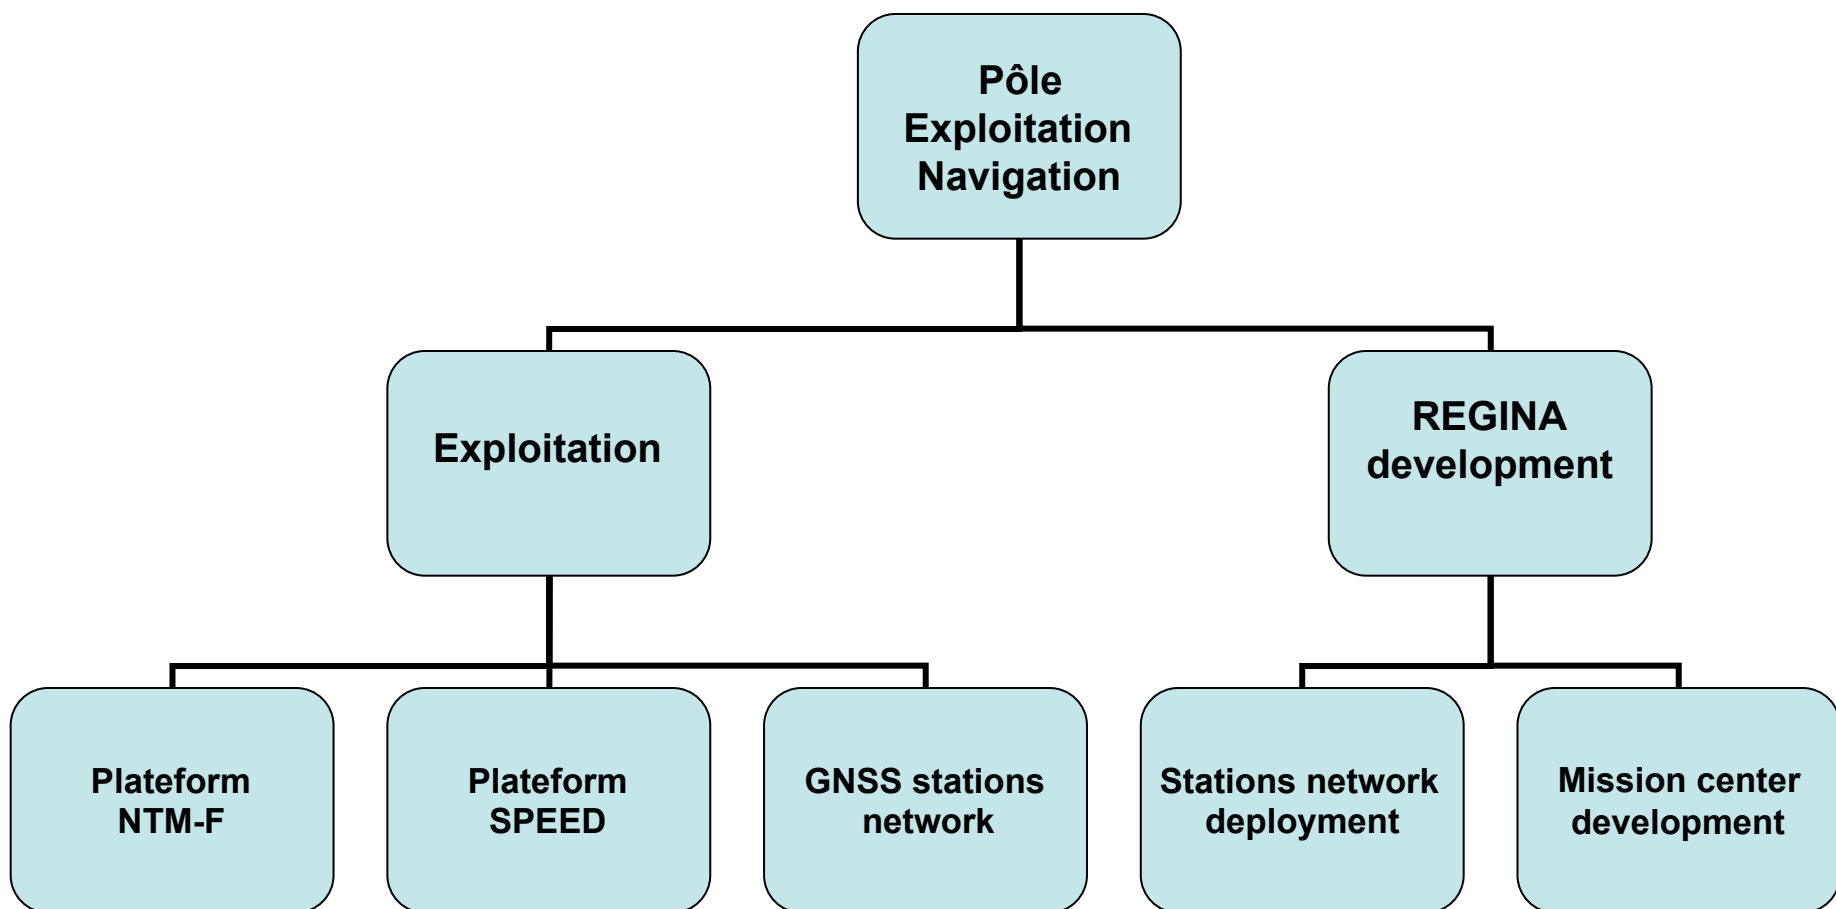 Pôle
Exploitation
Navigation
Exploitation
REGINA
development
Plateform
NTM-F
Plateform
SPEED
GNSS stations
network
Stations network
deployment
Mission center
development